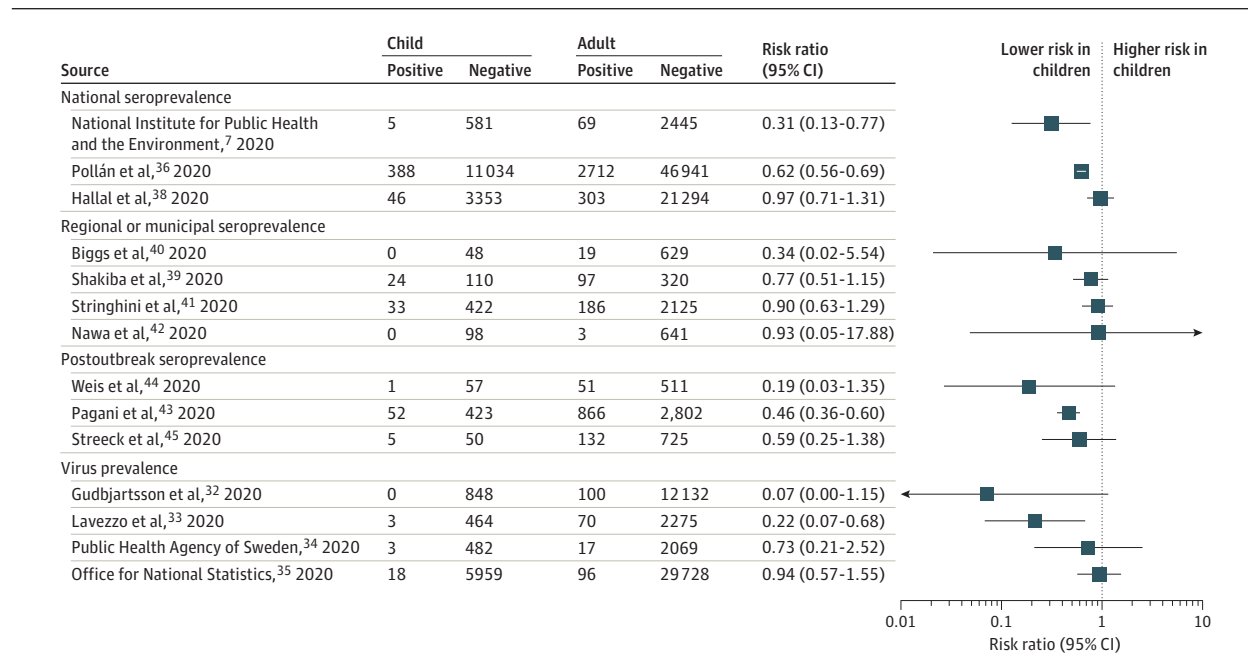 Child Adult Risk ratio Lower risk in Higher risk in
Source Positive Negative Positive Negative (95% CI) children children
National seroprevalence
National Institute for Public Health 5 581 69 2445 0.31 (0.13-0.77)
and the Environment,7 2020
Pollán et al,36 2020 388 11034 2712 46941 0.62 (0.56-0.69)
Hallal et al,38 2020 46 3353 303 21294 0.97 (0.71-1.31)
Regional or municipal seroprevalence
Biggs et al,40 2020 0 48 19 629 0.34 (0.02-5.54)
Shakiba et al,39 2020 24 110 97 320 0.77 (0.51-1.15)
Stringhini et al,41 2020 33 422 186 2125 0.90 (0.63-1.29)
Nawa et al,42 2020 0 98 3 641 0.93 (0.05-17.88)
Postoutbreak seroprevalence
Weis et al,44 2020 1 57 51 511 0.19 (0.03-1.35)
Pagani et al,43 2020 52 423 866 2,802 0.46 (0.36-0.60)
Streeck et al,45 2020 5 50 132 725 0.59 (0.25-1.38)
Virus prevalence
Gudbjartsson et al,32 2020 0 848 100 12132 0.07 (0.00-1.15)
Lavezzo et al,33 2020 3 464 70 2275 0.22 (0.07-0.68)
Public Health Agency of Sweden,34 2020 3 482 17 2069 0.73 (0.21-2.52)
Office for National Statistics,35 2020 18 5959 96 29728 0.94 (0.57-1.55)
0.01 0.1 1 10
Risk ratio (95% CI)